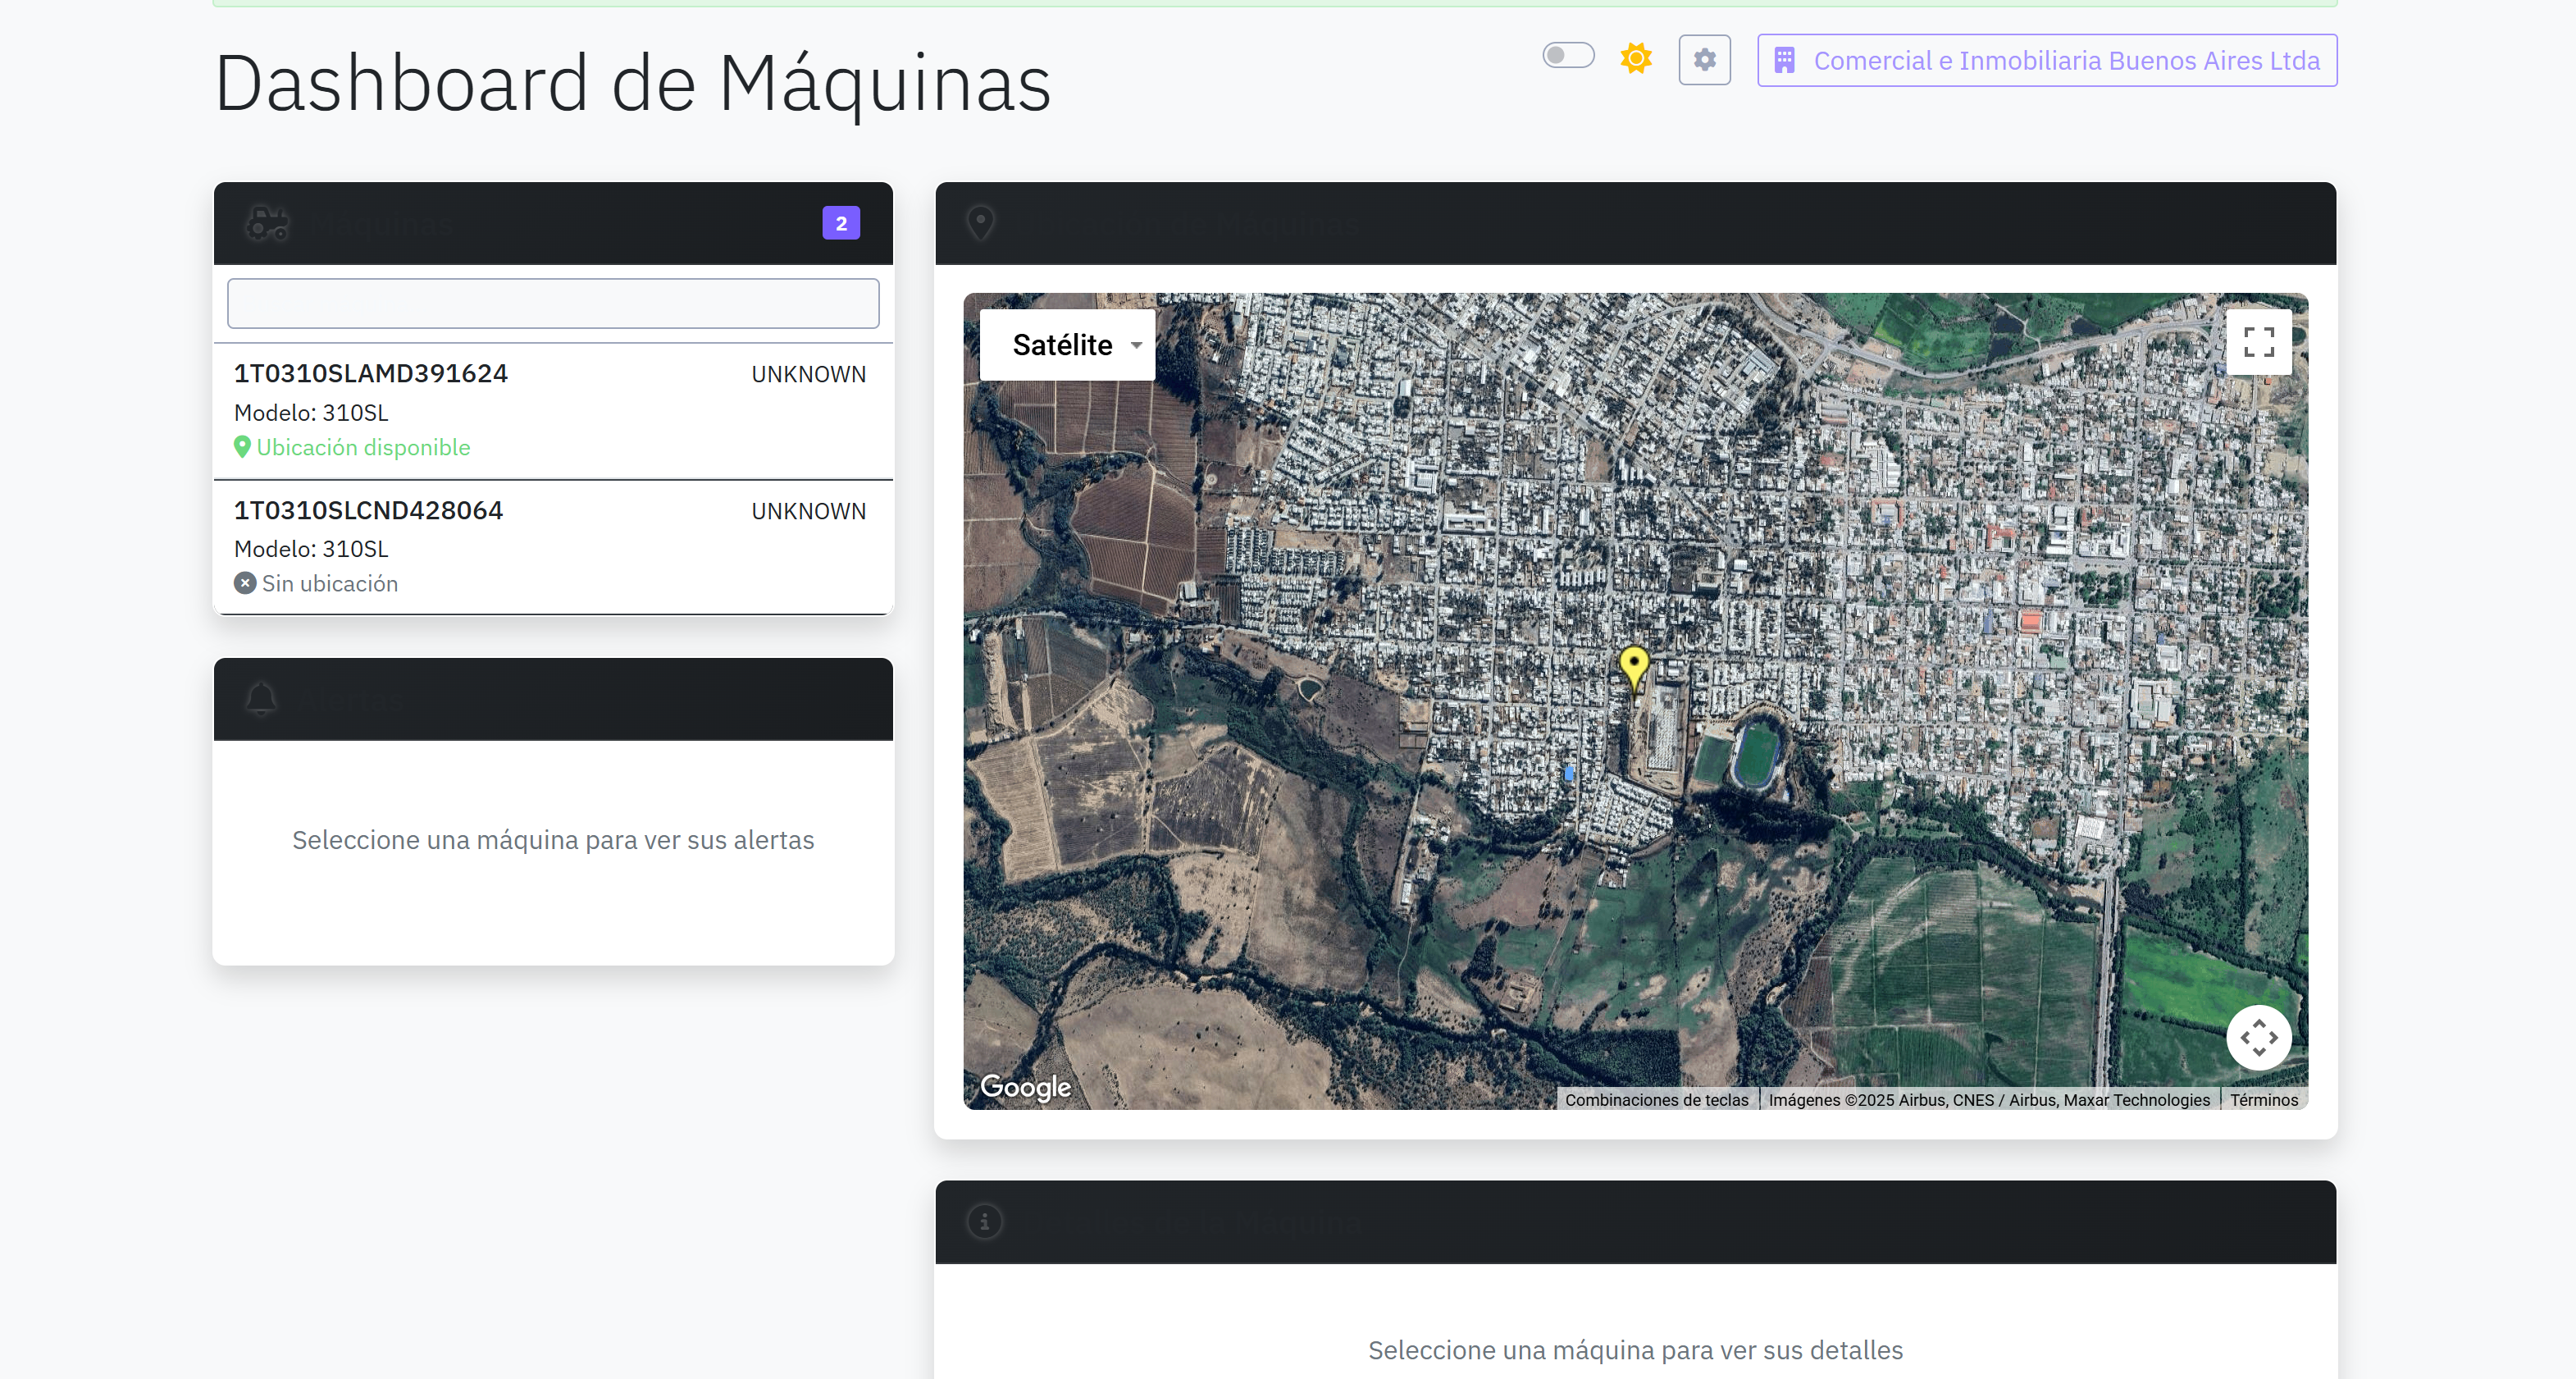 Dashboard de Máquinas
Comercial e Inmobiliaria Buenos Aires Ltda
Máquinas
2
1T0310SLAMD391624
UNKNOWN
Modelo: 310SL
Ubicación disponible
1T0310SLCND428064
UNKNOWN
Modelo: 310SL
Sin ubicación
Alertas
Seleccione una máquina para ver sus alertas
de Máquinas
Satélite
Google
Combinaciones de teclas
Imágenes ©2025 Airbus, CNES / Airbus, Maxar Technologies
Términos
de la Máquina
Seleccione una máquina para ver sus detalles